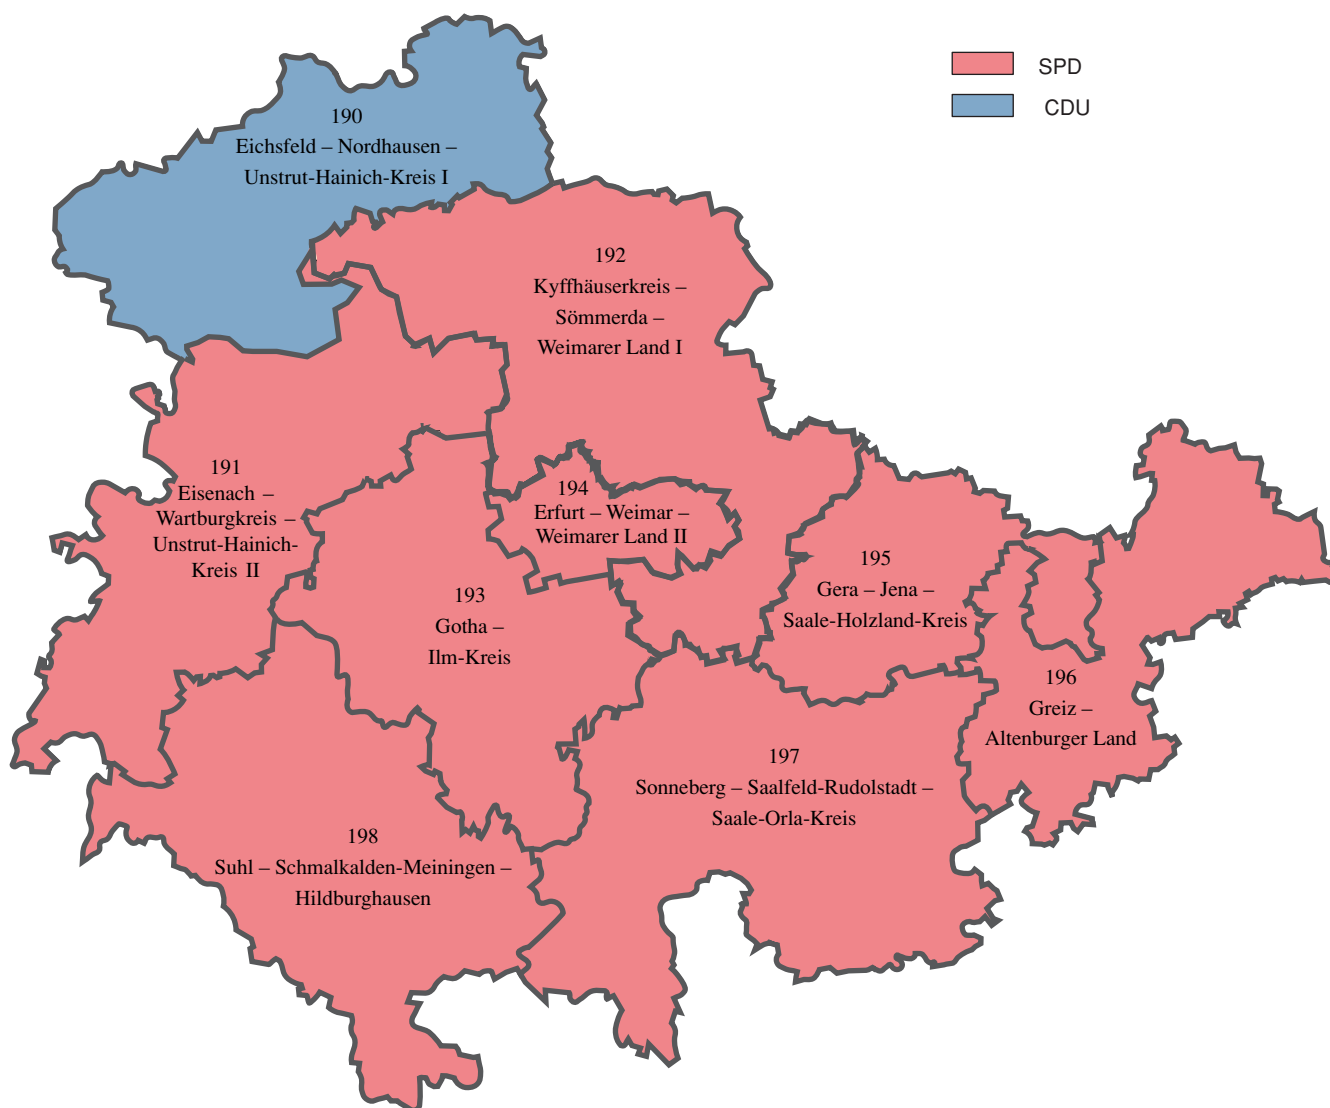 SPD
CDU
190
Eichsfeld – Nordhausen –
Unstrut-Hainich-Kreis I
192
Kyffhäuserkreis –
Sömmerda –
Weimarer Land I
191
Eisenach –
Wartburgkreis –
Unstrut-Hainich-
Kreis II
194
Erfurt – Weimar –
Weimarer Land II
193
Gotha –
Ilm-Kreis
195
Gera – Jena –
Saale-Holzland-Kreis
196
Greiz –
Altenburger Land
197
Sonneberg – Saalfeld-Rudolstadt –
Saale-Orla-Kreis
198
Suhl – Schmalkalden-Meiningen –
Hildburghausen